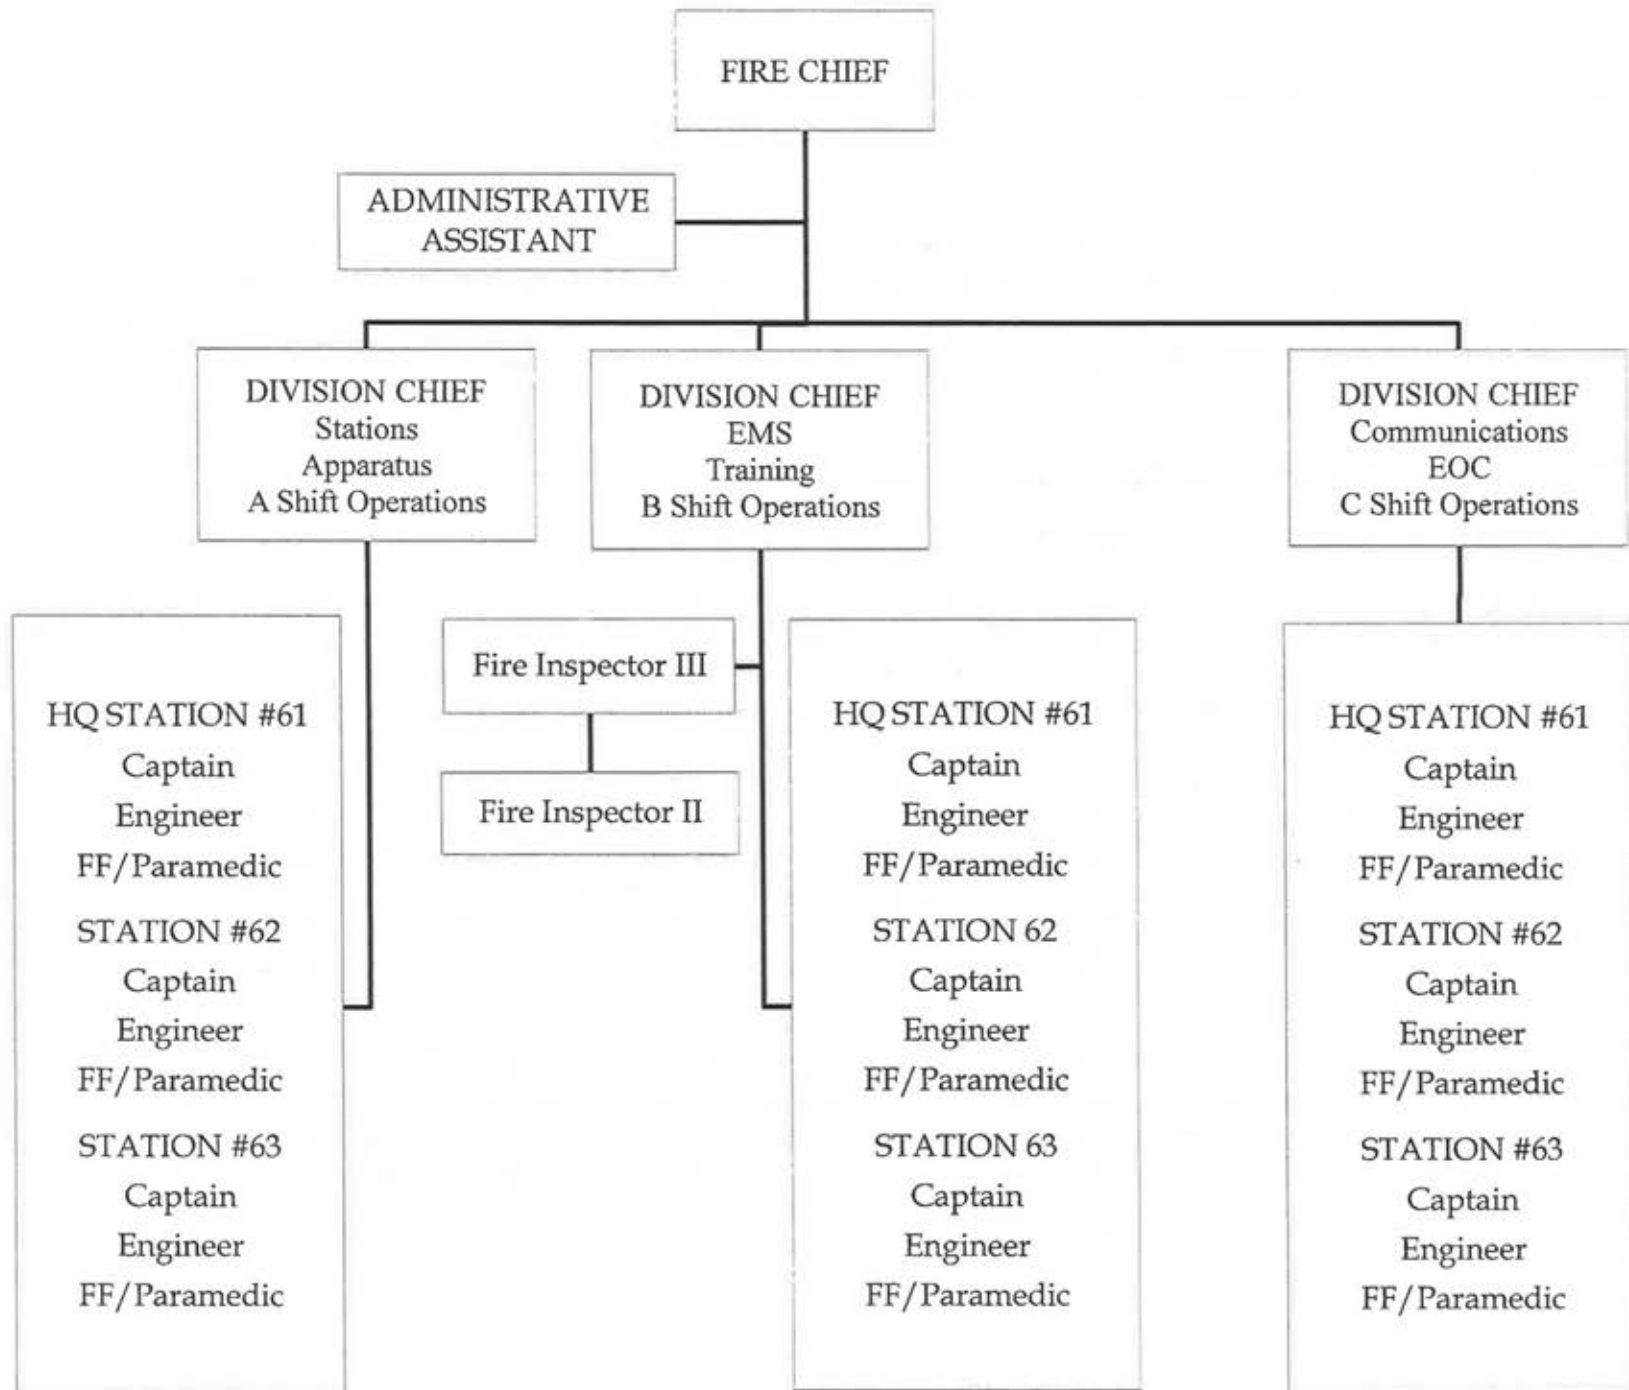 FIRE CHIEF
ADMINISTRATIVE
ASSISTANT
DIVISION CHIEF
Stations
Apparatus
A Shift Operations
DIVISION CHIEF
EMS
Training
B Shift Operations
DIVISION CHIEF
Communications
EOC
C Shift Operations
HQ STATION #61
Captain
Engineer
FF/Paramedic
STATION #62
Captain
Engineer
FF/Paramedic
STATION #63
Captain
Engineer
FF/Paramedic
Fire Inspector III
Fire Inspector II
HQ STATION #61
Captain
Engineer
FF/Paramedic
STATION 62
Captain
Engineer
FF/Paramedic
STATION 63
Captain
Engineer
FF/Paramedic
HQ STATION #61
Captain
Engineer
FF/Paramedic
STATION #62
Captain
Engineer
FF/Paramedic
STATION #63
Captain
Engineer
FF/Paramedic